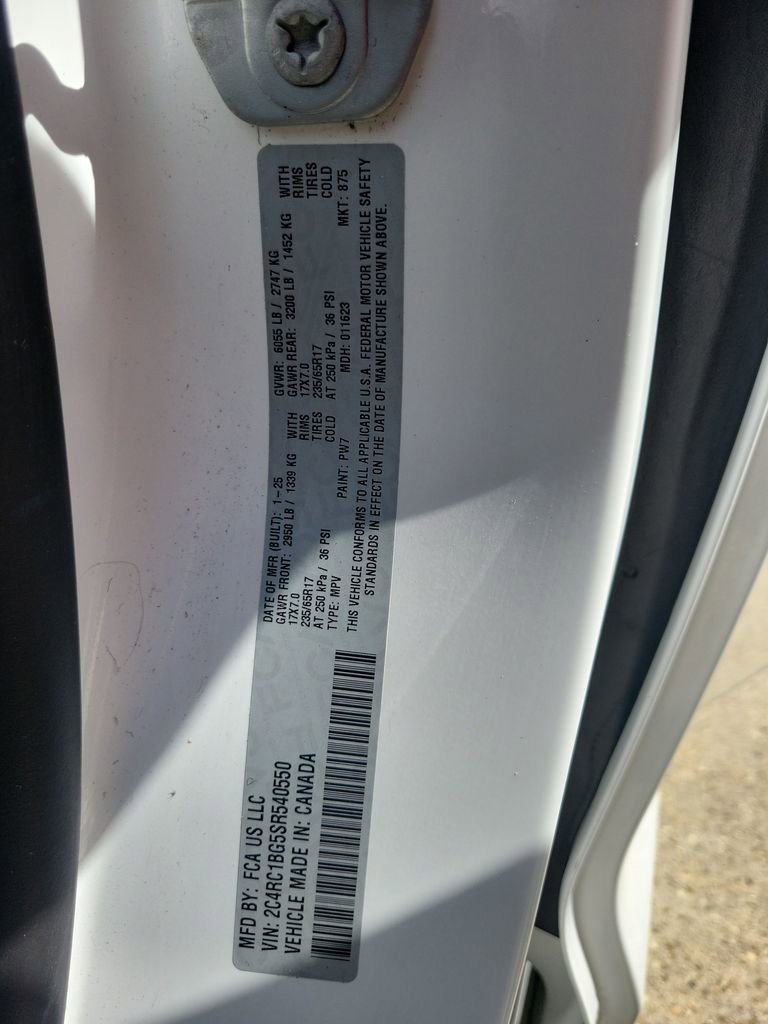 MFD BY: FCA US LLC
VIN: 2C4RC1BG5SR540550
VEHICLE MADE IN: CANADA
DATE OF MFR (BUILT): 1-25 GVWR: 6055 LB / 2747 KG
GAWR FRONT: 2950 LB / 1339 KG WITH GAWR REAR: 3200 LB / 1452 KG WITH
17X7.0 RIMS 17X7.0 RIMS
235/65R17 TIRES 235/65R17 TIRES
AT 250 kPa / 36 PSI COLD AT 250 kPa / 36 PSI COLD
TYPE: MPV PAINT: PW7 MDH: 011623 MKT: 875
THIS VEHICLE CONFORMS TO ALL APPLICABLE U.S.A. FEDERAL MOTOR VEHICLE SAFETY
STANDARDS IN EFFECT ON THE DATE OF MANUFACTURE SHOWN ABOVE.